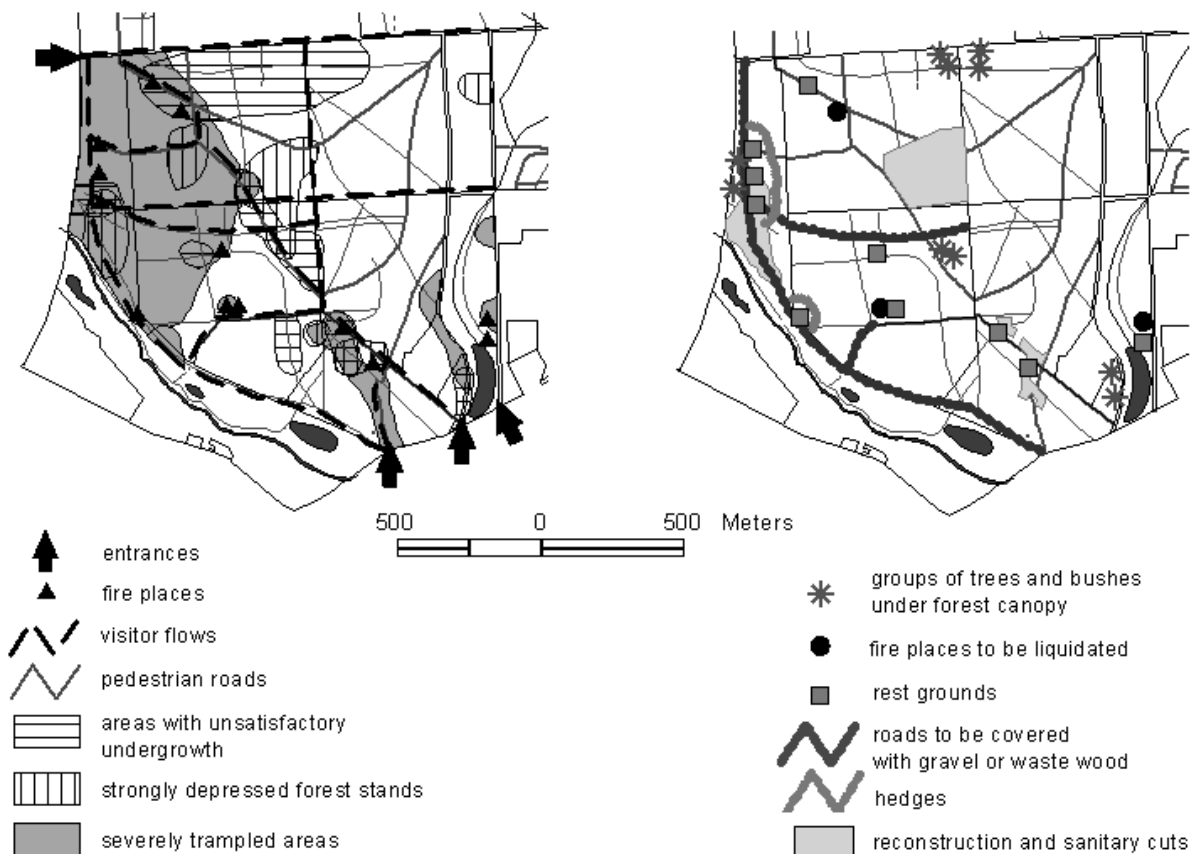 500 0 500 Meters
entrances
fire places
visitor flows
pedestrian roads
areas with unsatisfactory
undergrowth
strongly depressed forest stands
severely trampled areas
groups of trees and bushes
under forest canopy
fire places to be liquidated
rest grounds
roads to be covered
with gravel or waste wood
hedges
reconstruction and sanitary cuts